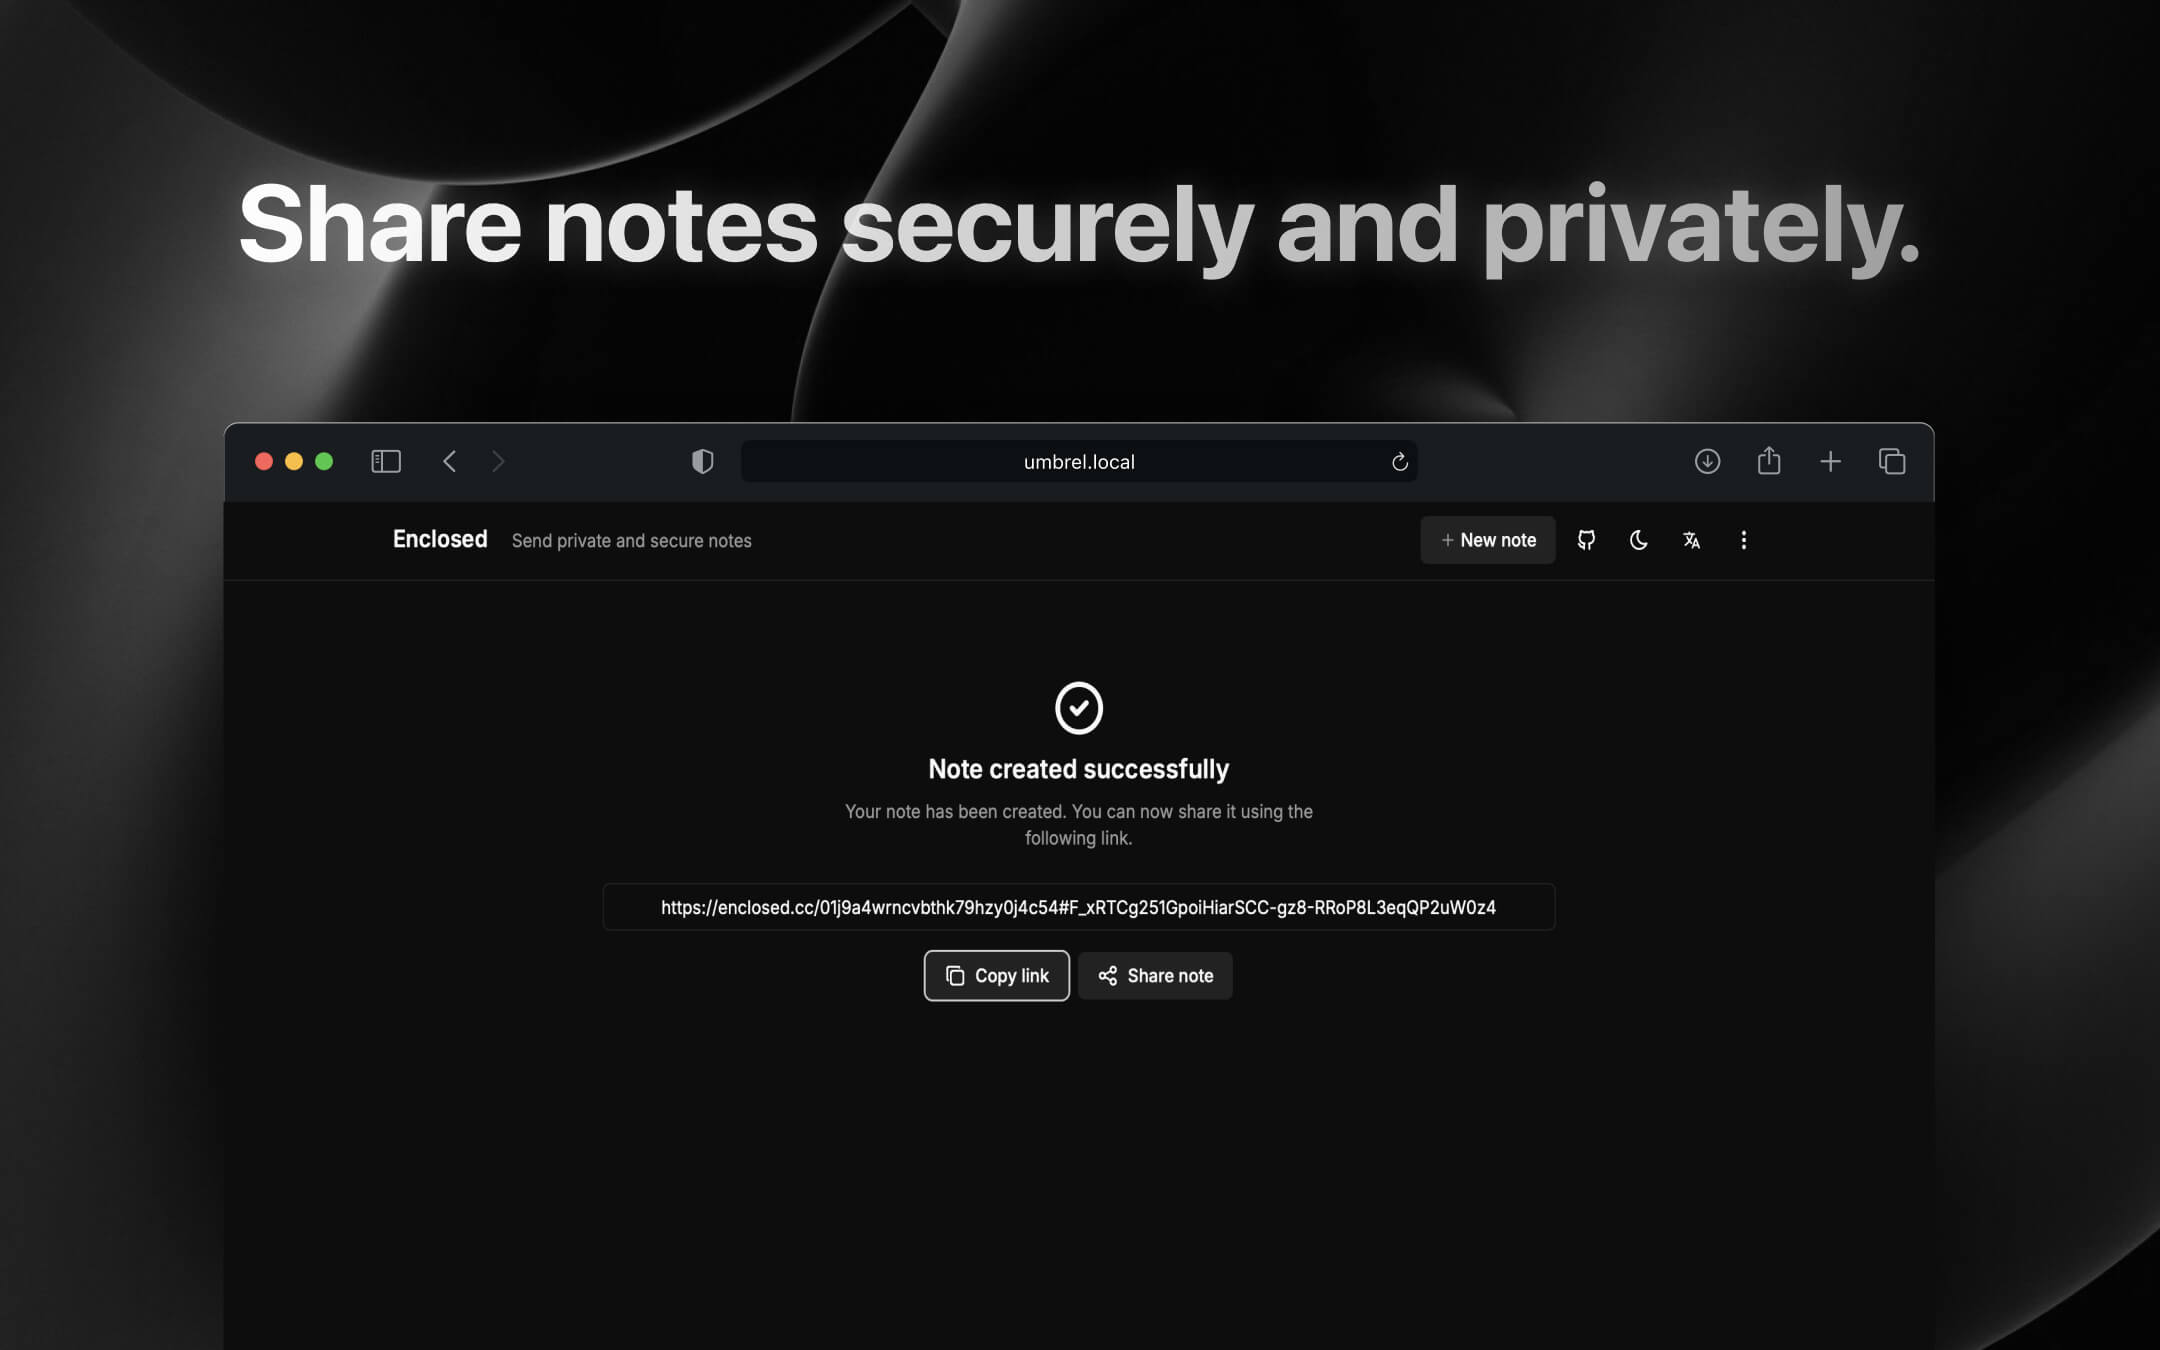 Share notes securely and privately.
umbrel.local
Enclosed Send private and secure notes
+ New note
Note created successfully
Your note has been created. You can now share it using the
following link.
https://enclosed.cc/01j9a4wrncvbthk79hzy0j4c54#F_xRTCg251GpoiHiarSCC-gz8-RRoP8L3eqQP2uW0z4
Copy link
Share note